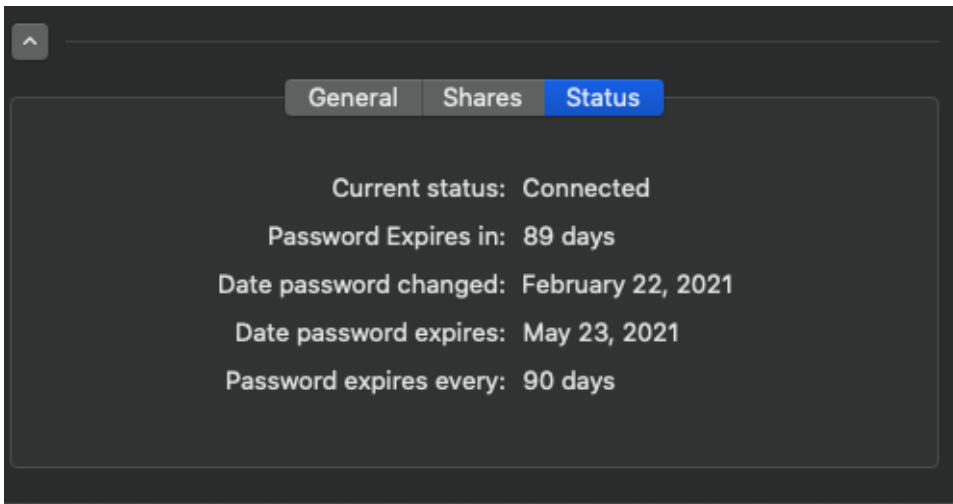 General Shares Status
Current status: Connected
Password Expires in: 89 days
Date password changed: February 22, 2021
Date password expires: May 23, 2021
Password expires every: 90 days